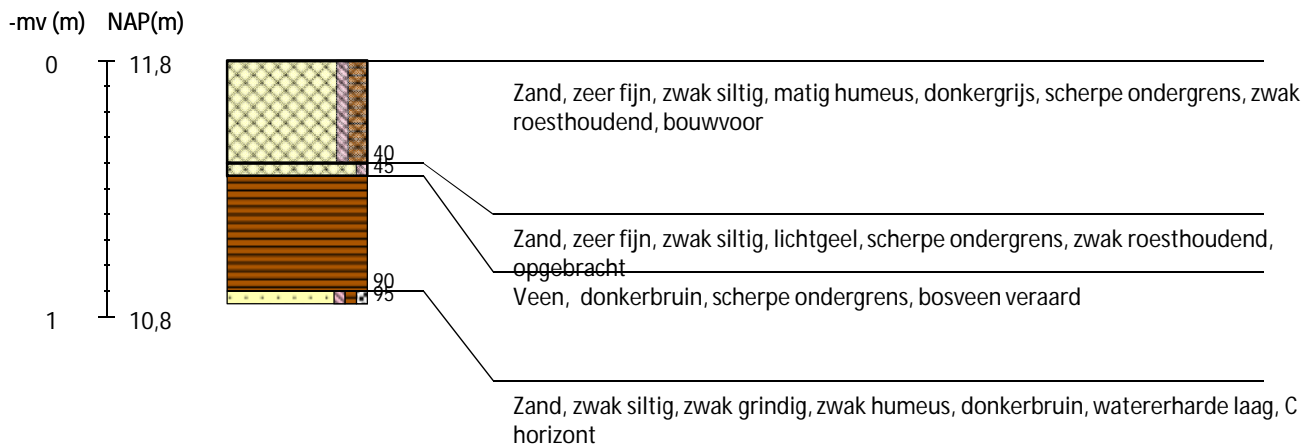 -mv (m) NAP(m)
0 11,8
Zand, zeer fijn, zwak siltig, matig humeus, donkergrijs, scherpe ondergrens, zwak
roesthoudend, bouwvoor
40
45
Zand, zeer fijn, zwak siltig, lichtgeel, scherpe ondergrens, zwak roesthoudend,
opgebracht
Veen, donkerbruin, scherpe ondergrens, bosveen veraard
90
95
1 10,8
Zand, zwak siltig, zwak grindig, zwak humeus, donkerbruin, watererharde laag, C
horizont